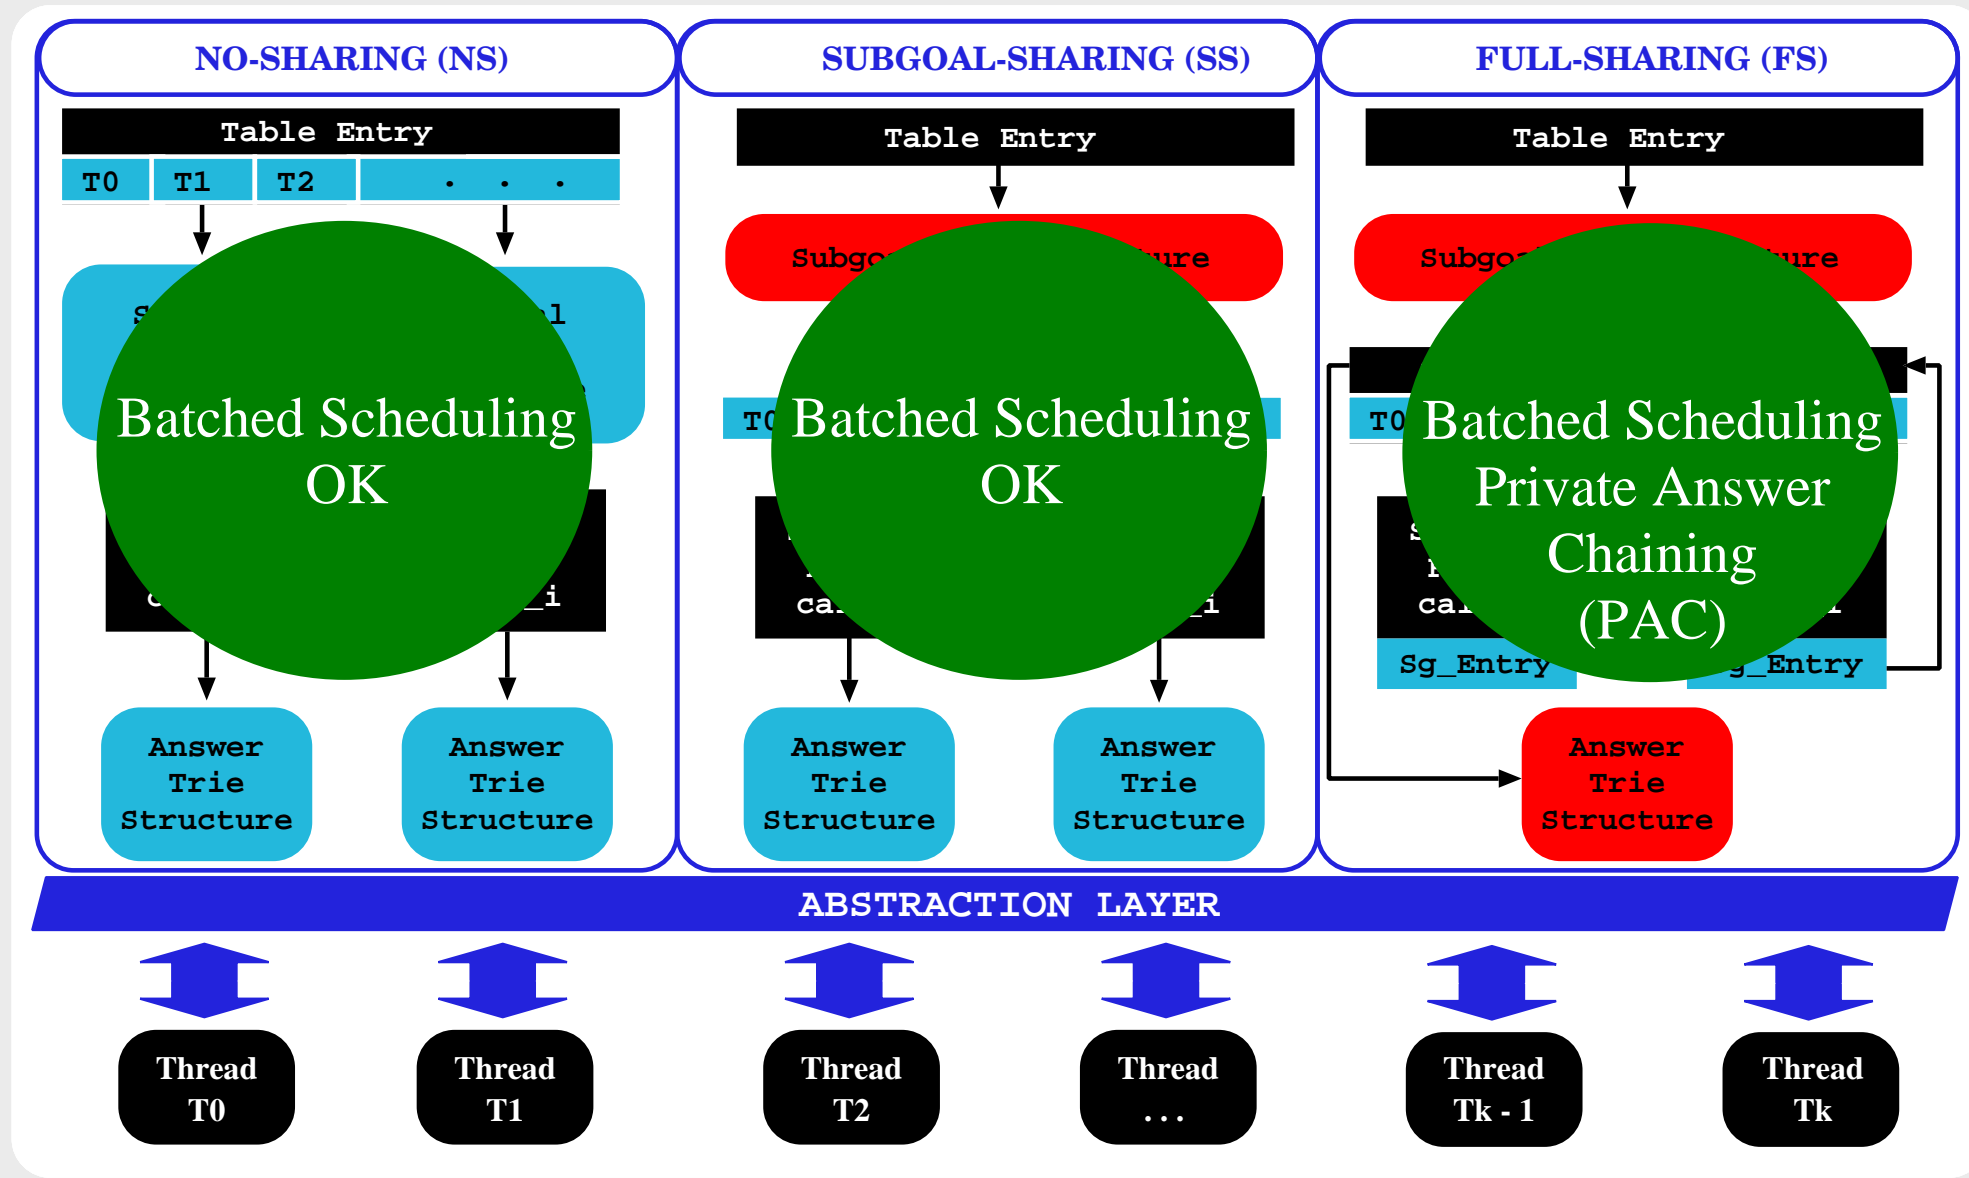 NO-SHARING (NS)
Table Entry
T0 T1 T2 . . .
Batched Scheduling
OK
Answer
Trie
Structure
Answer
Trie
Structure
SUBGOAL-SHARING (SS)
Table Entry
Batched Scheduling
OK
Answer
Trie
Structure
Answer
Trie
Structure
FULL-SHARING (FS)
Table Entry
T0
Batched Scheduling
Private Answer
Chaining
(PAC)
Sg_Entry
Answer
Trie
Structure
ABSTRACTION LAYER
Thread
T0
Thread
T1
Thread
T2
Thread
. . .
Thread
Tk - 1
Thread
Tk